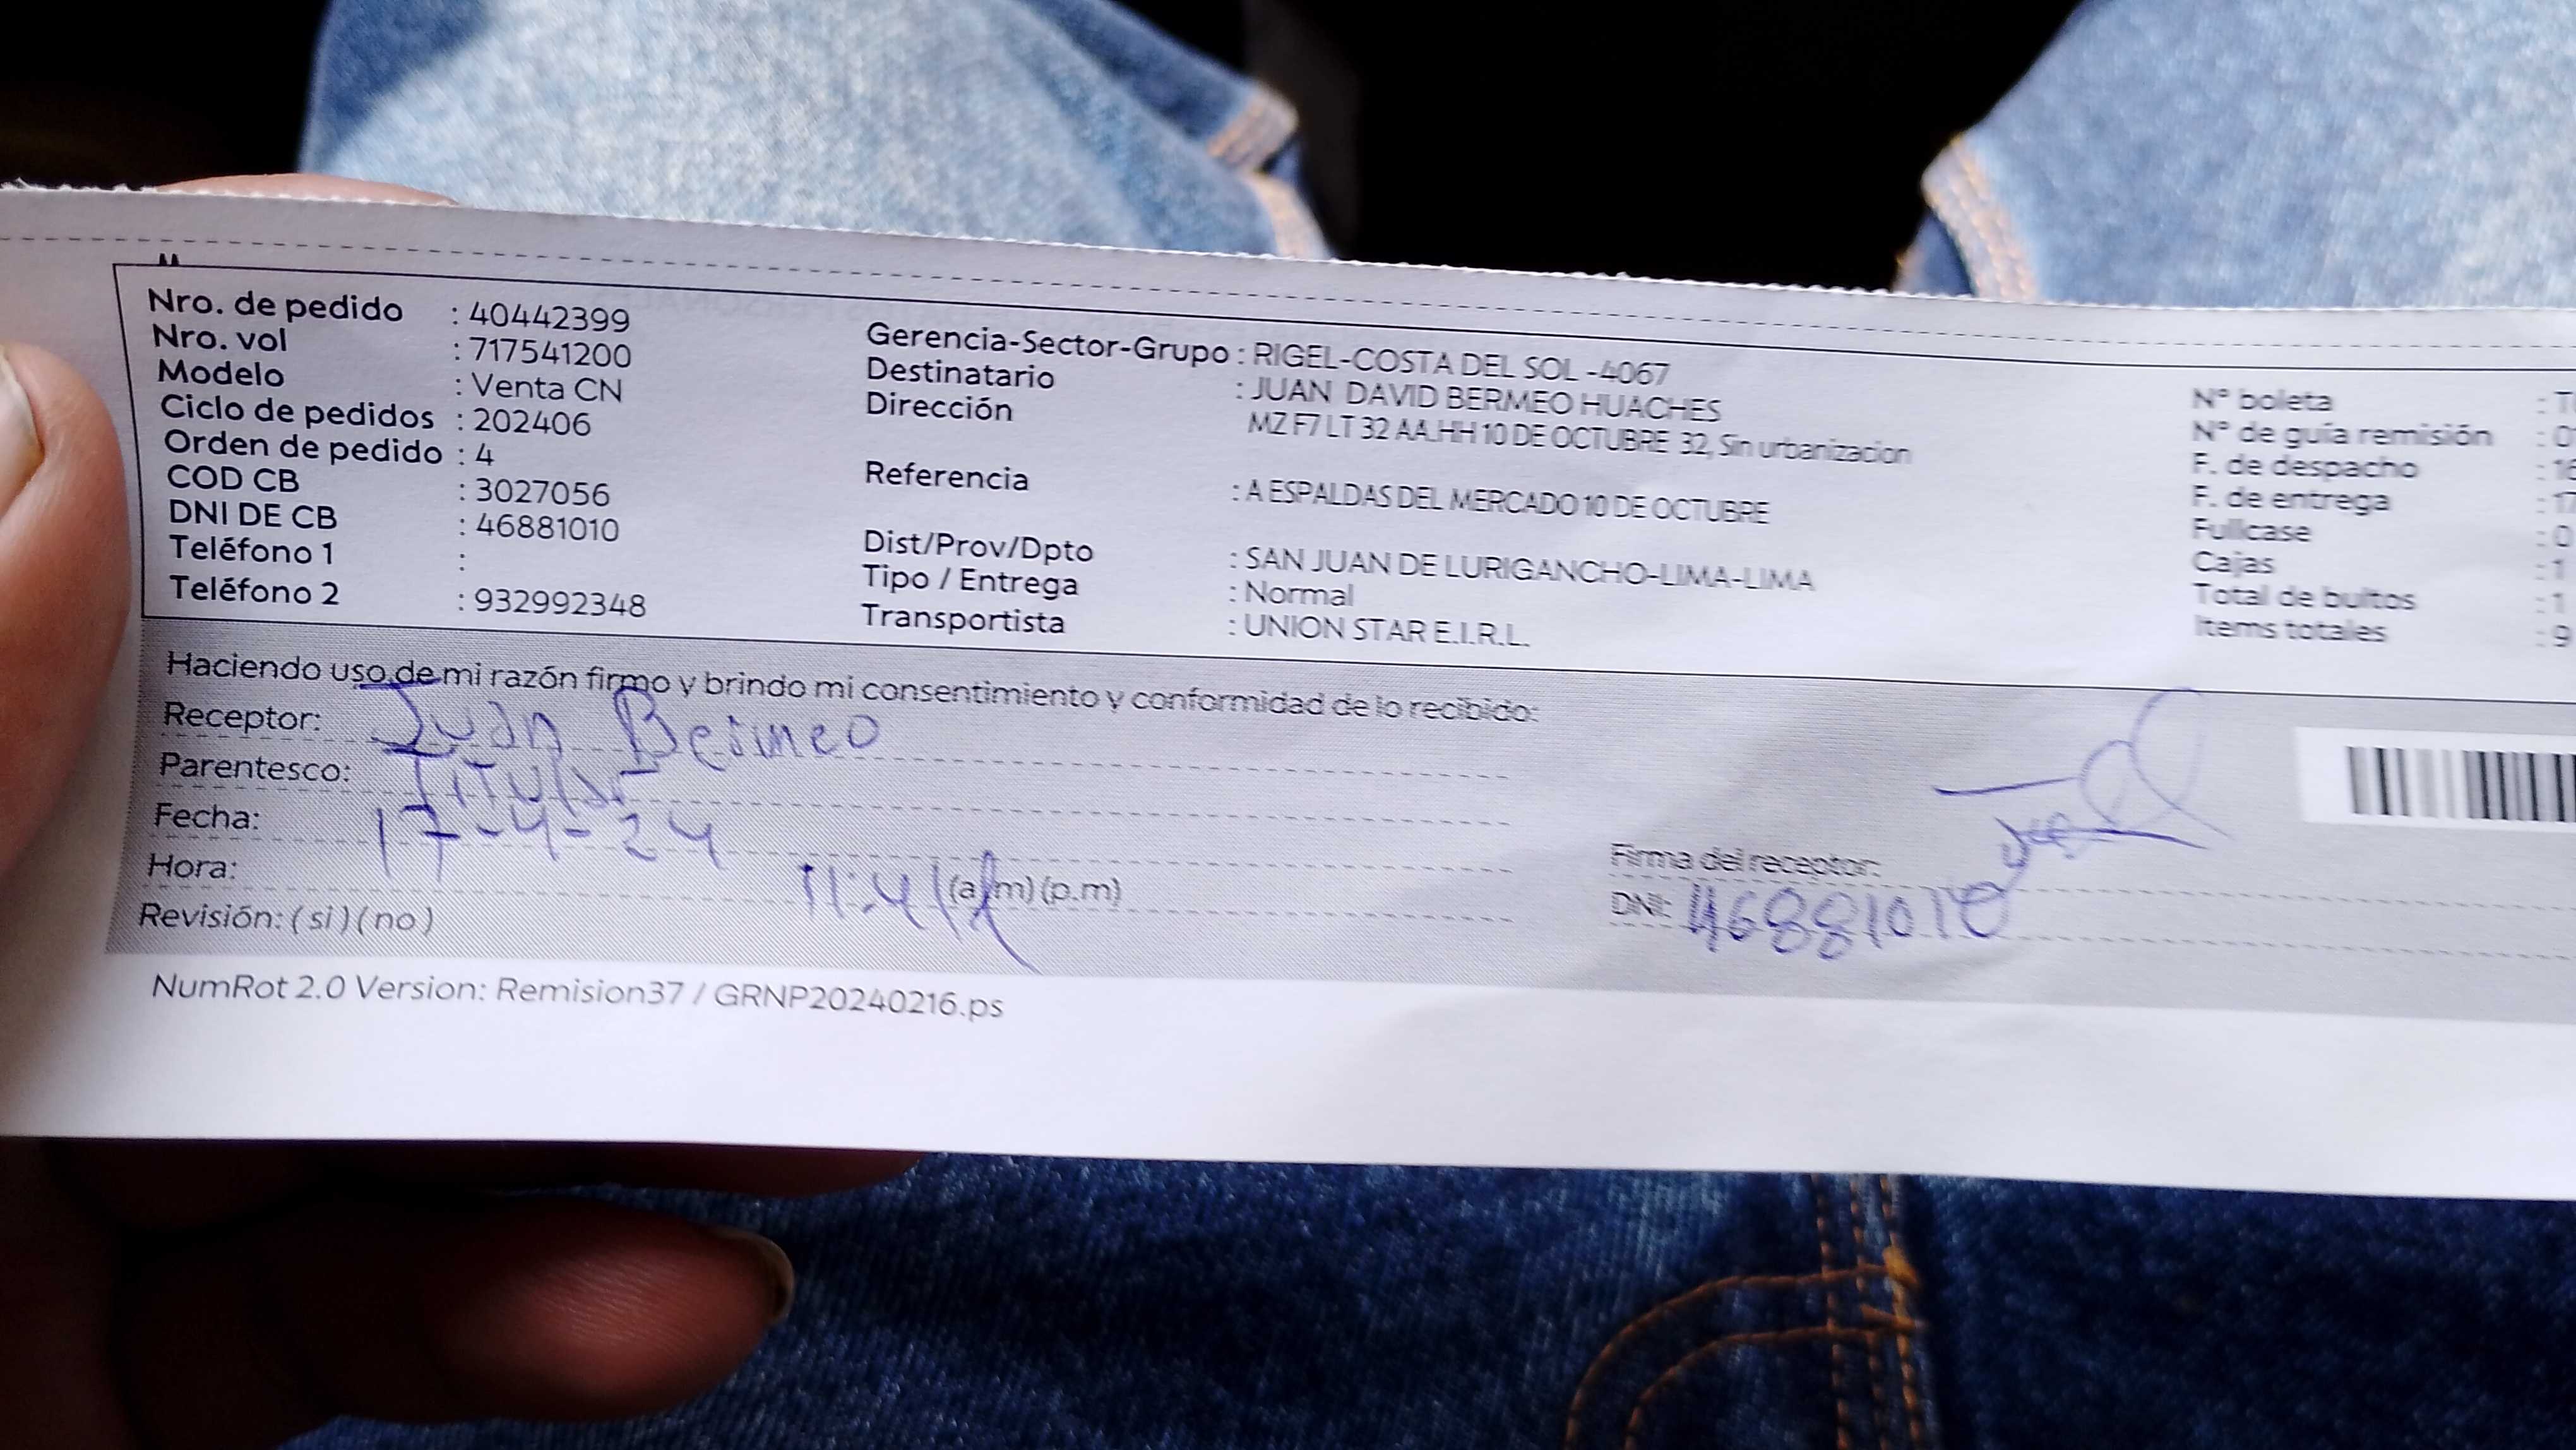 Nro. de pedido : 40442399
Nro. vol : 717541200
Modelo : Venta CN
Ciclo de pedidos : 202406
Orden de pedido : 4
COD CB : 3027056
DNI DE CB : 46881010
Teléfono 1 :
Teléfono 2 : 932992348
Gerencia-Sector-Grupo : RIGEL-COSTA DEL SOL -4067
Destinatario : JUAN DAVID BERMEO HUACHES
Dirección MZ F7 LT 32 AA.HH 10 DE OCTUBRE 32, Sin urbanizacion
Referencia : A ESPALDAS DEL MERCADO 10 DE OCTUBRE
Dist/Prov/Dpto : SAN JUAN DE LURIGANCHO-LIMA-LIMA
Tipo / Entrega : Normal
Transportista : UNION STAR E.I.R.L.
N° boleta : T
N° de guía remisión : 0
F. de despacho : 16
F. de entrega : 17
Fullcase : 0
Cajas : 1
Total de bultos : 1
Items totales : 9
Haciendo uso de mi razón firmo y brindo mi consentimiento y conformidad de lo recibido:
Receptor: Juan Bermeo
Parentesco: Titular
Fecha: 17-4-24
Hora: 11:41 (a.m) (p.m)
Revisión: ( si ) ( no )
Firma del receptor:
DNI: 46881010
NumRot 2.0 Version: Remision37 / GRNP20240216.ps